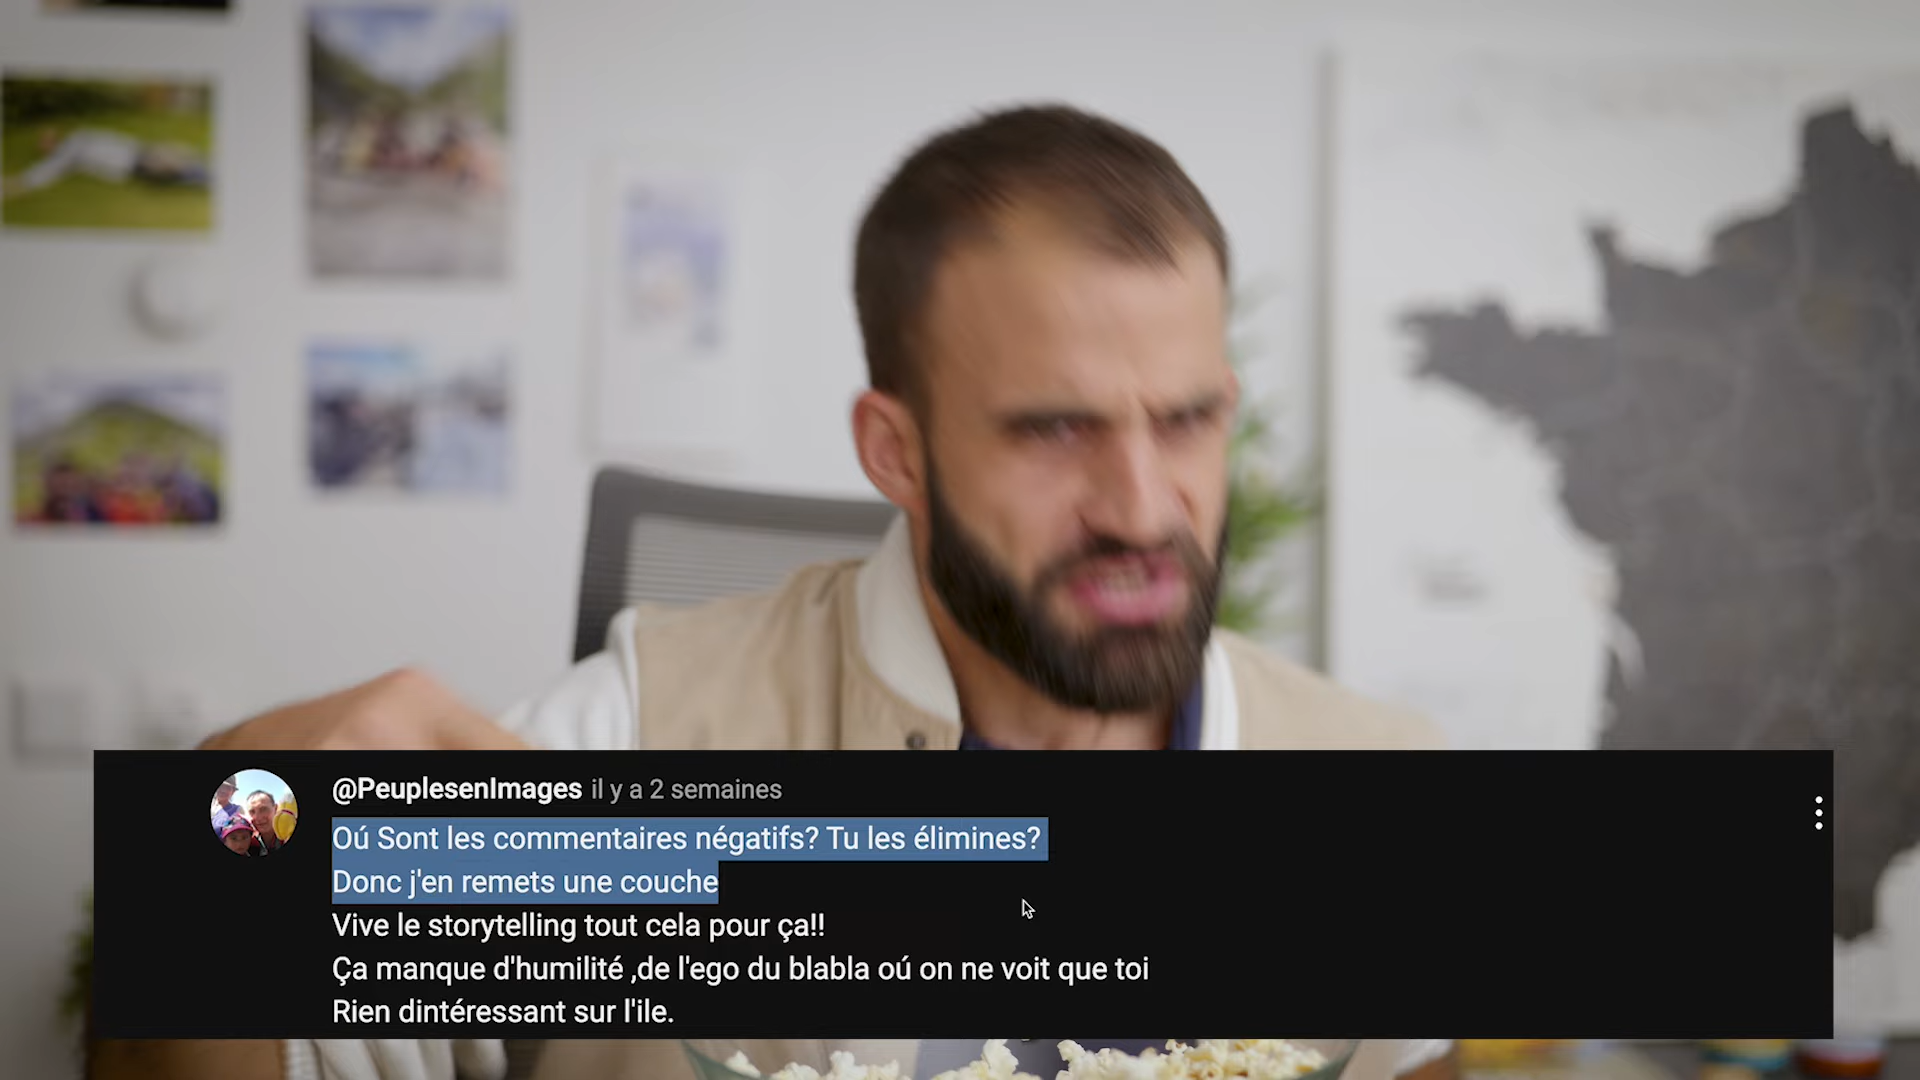 @PeuplesenImages il y a 2 semaines
Oú Sont les commentaires négatifs? Tu les élimines?
Donc j'en remets une couche
Vive le storytelling tout cela pour ça!!
Ça manque d'humilité ,de l'ego du blabla oú on ne voit que toi
Rien dintéressant sur l'ile.